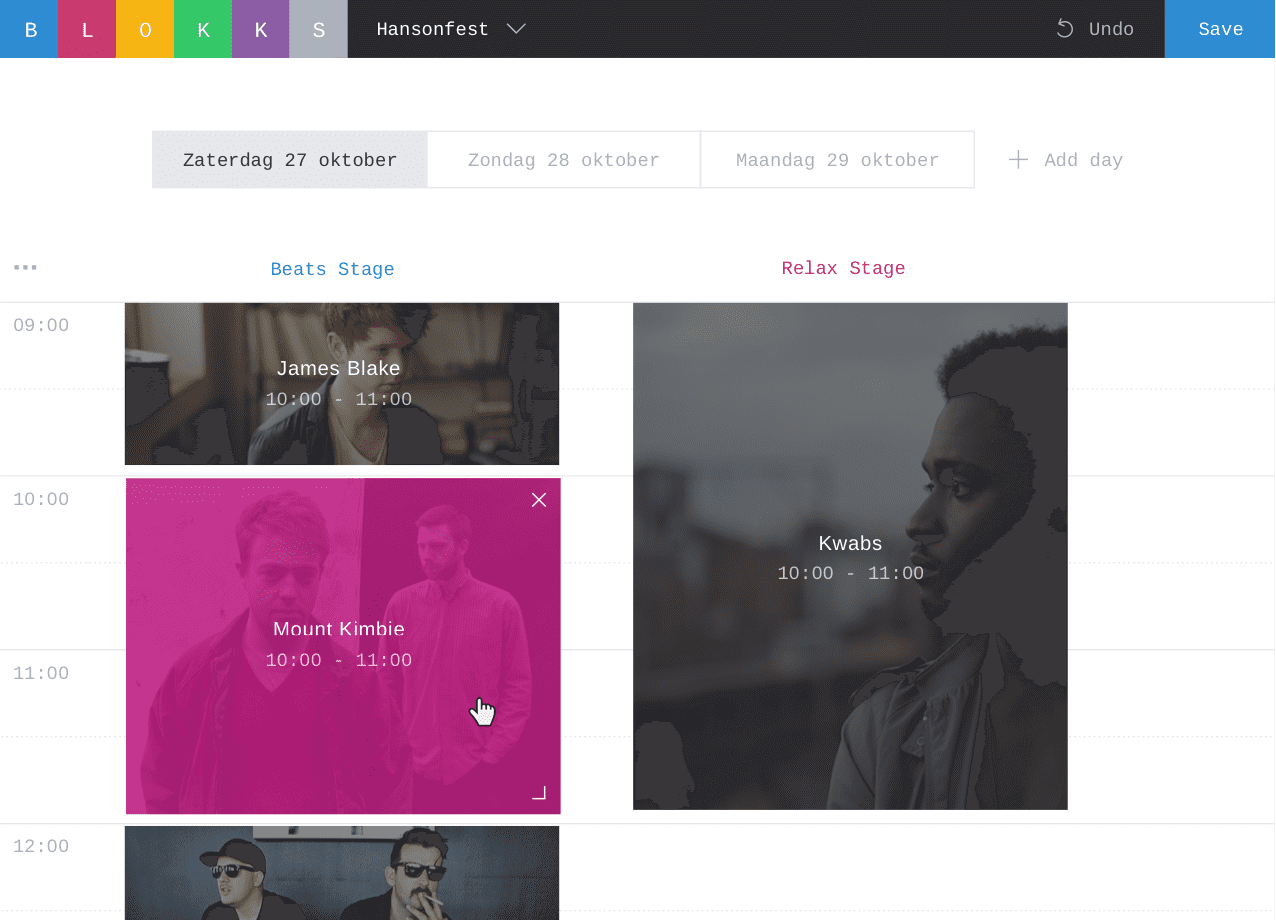 BLOKKS Hansonfest Undo Save
Zaterdag 27 oktober Zondag 28 oktober Maandag 29 oktober Add day
Beats Stage Relax Stage
09:00
James Blake
10:00 - 11:00
10:00
Kwabs
10:00 - 11:00
Mount Kimbie
10:00 - 11:00
11:00
12:00